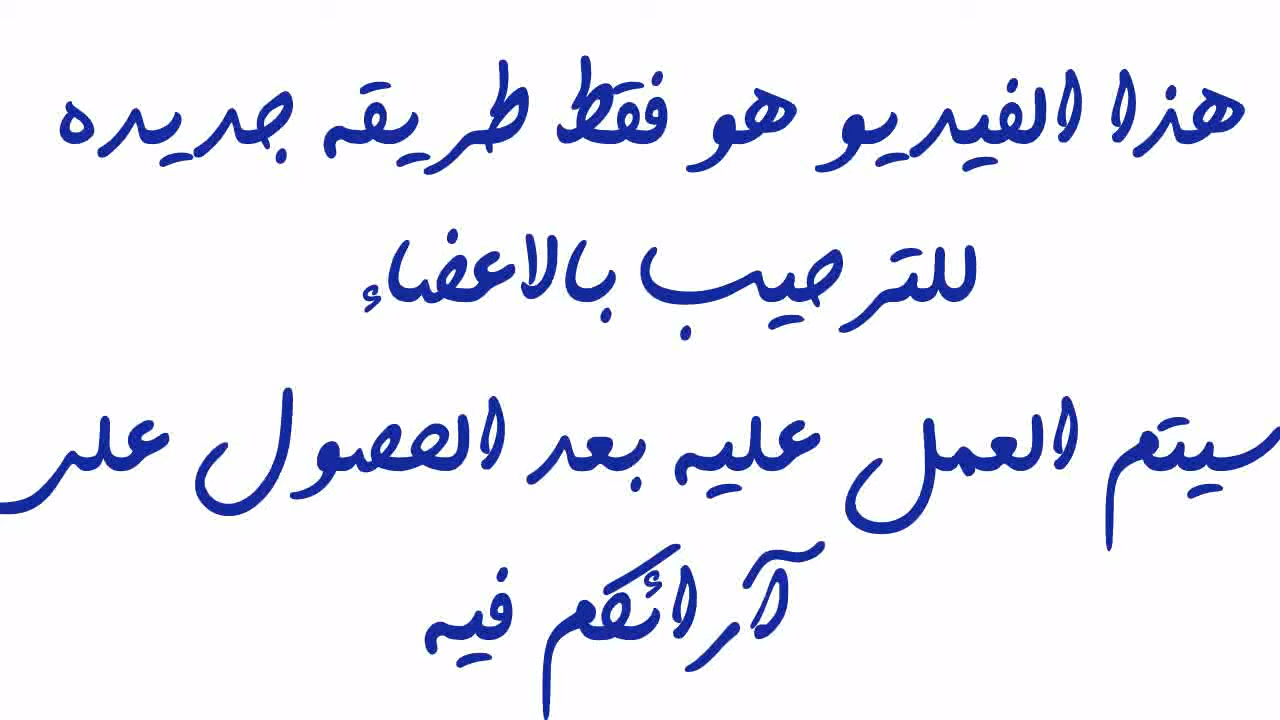 هذا الفيديو هو فقط طريقه جديده
للترحيب بالاعضاء
سيتم العمل عليه بعد الحصول على
آرائكم فيه